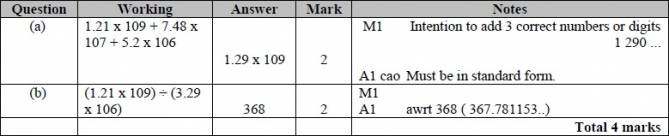 Question Working Answer Mark Notes
(a) 1.21 x 109 + 7.48 x M1 Intention to add 3 correct numbers or digits
107 + 5.2 x 106 1 290 ...
1.29 x 109 2
A1 cao Must be in standard form.
(b) (1.21 x 109) ÷ (3.29 M1
x 106) 368 2 A1 awrt 368 ( 367.781153..)
Total 4 marks